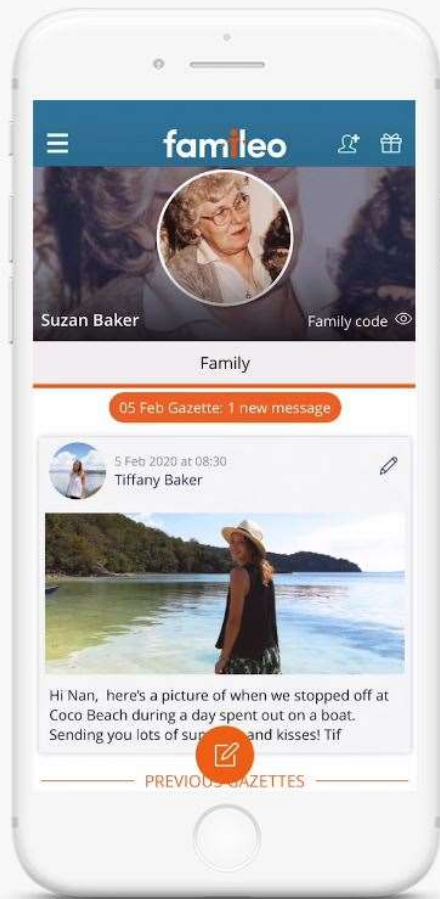 famileo
Suzan Baker
Family code
Family
05 Feb Gazette: 1 new message
5 Feb 2020 at 08:30
Tiffany Baker
Hi Nan, here's a picture of when we stopped off at
Coco Beach during a day spent out on a boat.
Sending you lots of and kisses! Tif
PREVIOUS GAZETTES